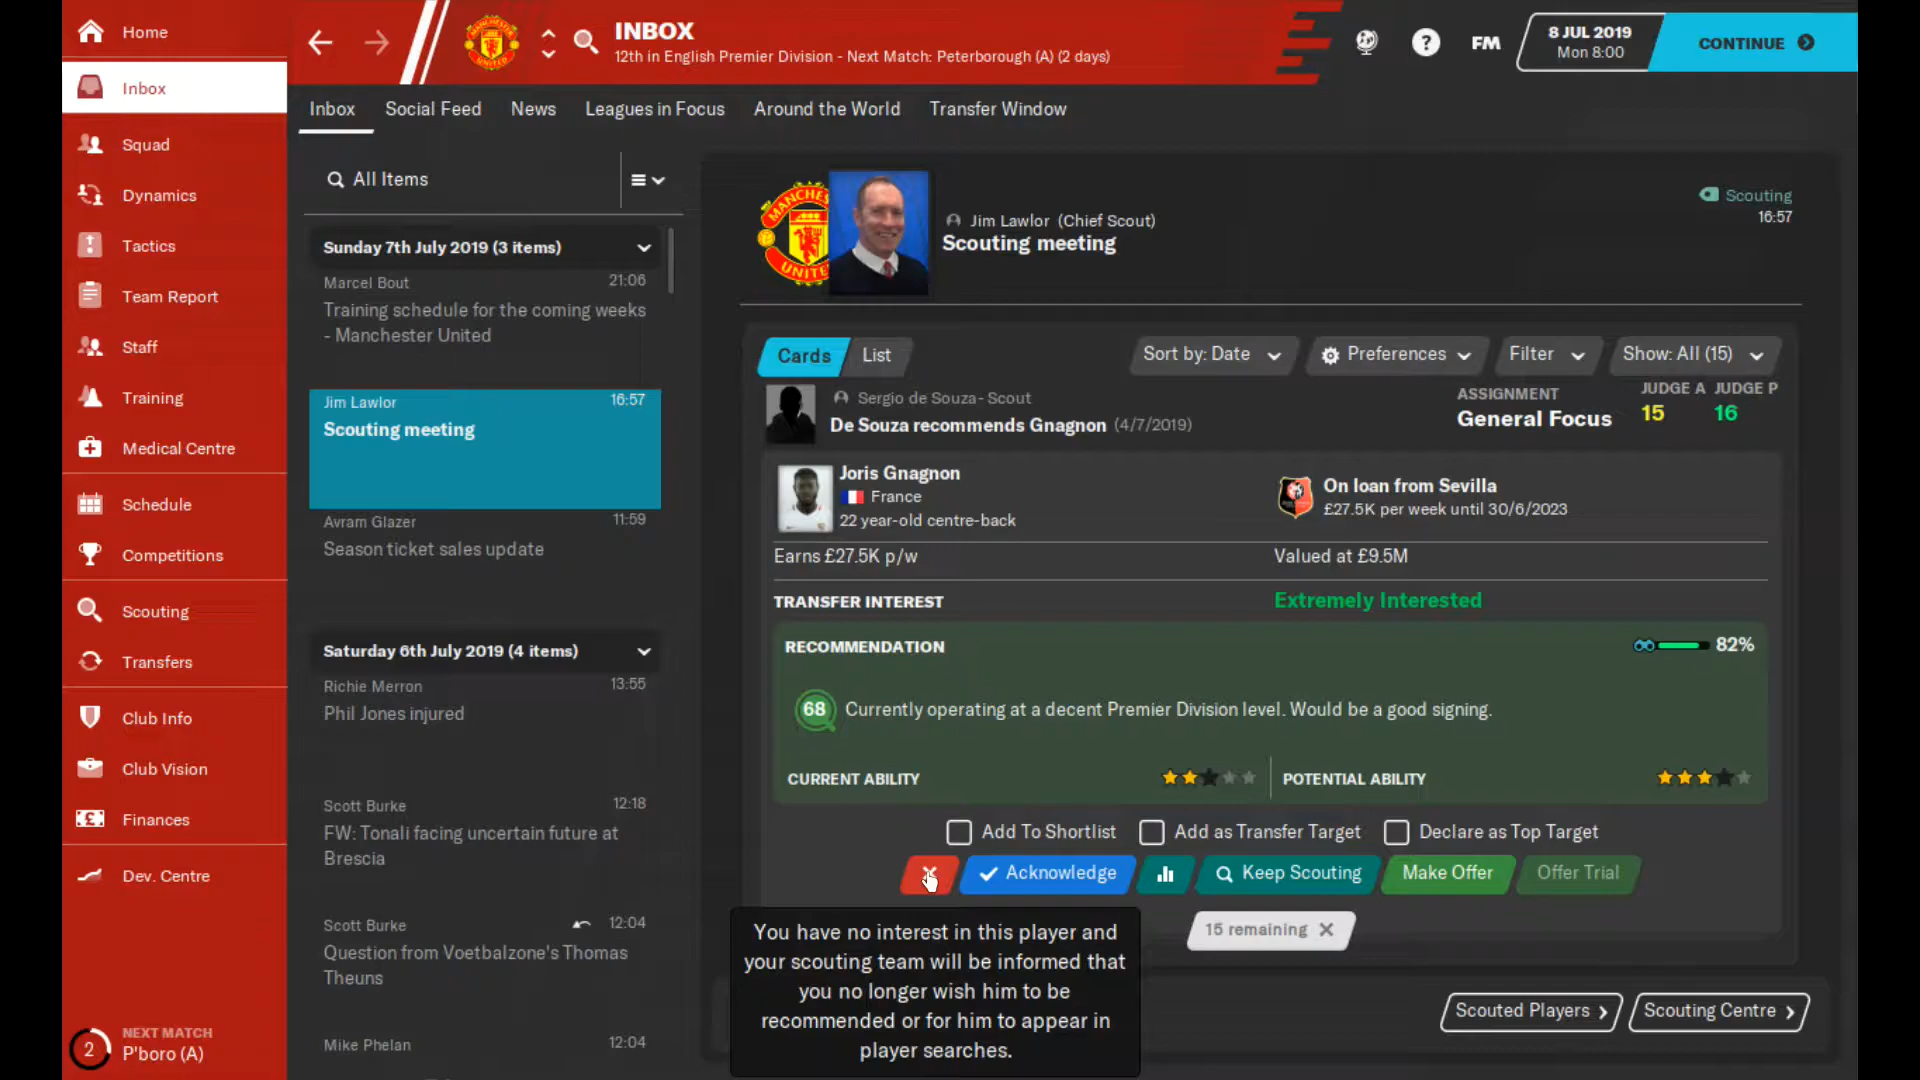 Home
Inbox
Squad
Dynamics
Tactics
Team Report
Staff
Training
Medical Centre
Schedule
Competitions
Scouting
Transfers
Club Info
Club Vision
Finances
Dev. Centre
2
NEXT MATCH
P'boro (A)
INBOX
12th in English Premier Division - Next Match: Peterborough (A) (2 days)
?
FM
8 JUL 2019
Mon 8:00
CONTINUE
Inbox
Social Feed
News
Leagues in Focus
Around the World
Transfer Window
All Items
Sunday 7th July 2019 (3 items)
Marcel Bout
21:06
Training schedule for the coming weeks
- Manchester United
Jim Lawlor
16:57
Scouting meeting
Avram Glazer
11:59
Season ticket sales update
Saturday 6th July 2019 (4 items)
Richie Merron
13:55
Phil Jones injured
Scott Burke
12:18
FW: Tonali facing uncertain future at
Brescia
Scott Burke
12:04
Question from Voetbalzone's Thomas
Theuns
Mike Phelan
12:04
Jim Lawlor (Chief Scout)
Scouting meeting
Scouting
16:57
Cards
List
Sort by: Date
Preferences
Filter
Show: All (15)
Sergio de Souza- Scout
De Souza recommends Gnagnon (4/7/2019)
ASSIGNMENT
General Focus
JUDGE A
15
JUDGE P
16
Joris Gnagnon
France
22 year-old centre-back
On loan from Sevilla
£27.5K per week until 30/6/2023
Earns £27.5K p/w
Valued at £9.5M
TRANSFER INTEREST
Extremely Interested
RECOMMENDATION
82%
68
Currently operating at a decent Premier Division level. Would be a good signing.
CURRENT ABILITY
POTENTIAL ABILITY
Add To Shortlist
Add as Transfer Target
Declare as Top Target
Acknowledge
Keep Scouting
Make Offer
Offer Trial
15 remaining
You have no interest in this player and
your scouting team will be informed that
you no longer wish him to be
recommended or for him to appear in
player searches.
Scouted Players
Scouting Centre